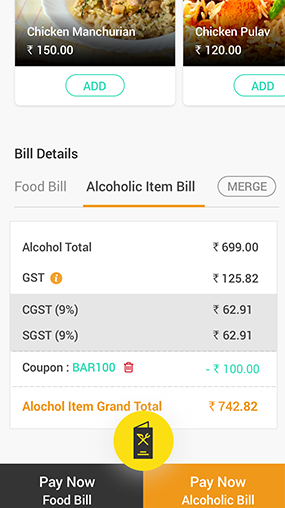 Chicken Manchurian
₹ 150.00
ADD
Chicken Pulav
₹ 120.00
ADD
Bill Details
Food Bill
Alcoholic Item Bill
MERGE
Alcohol Total ₹ 699.00
GST i ₹ 125.82
CGST (9%) ₹ 62.91
SGST (9%) ₹ 62.91
Coupon : BAR100 - ₹ 100.00
Alochol Item Grand Total ₹ 742.82
Pay Now
Food Bill
Pay Now
Alcoholic Bill